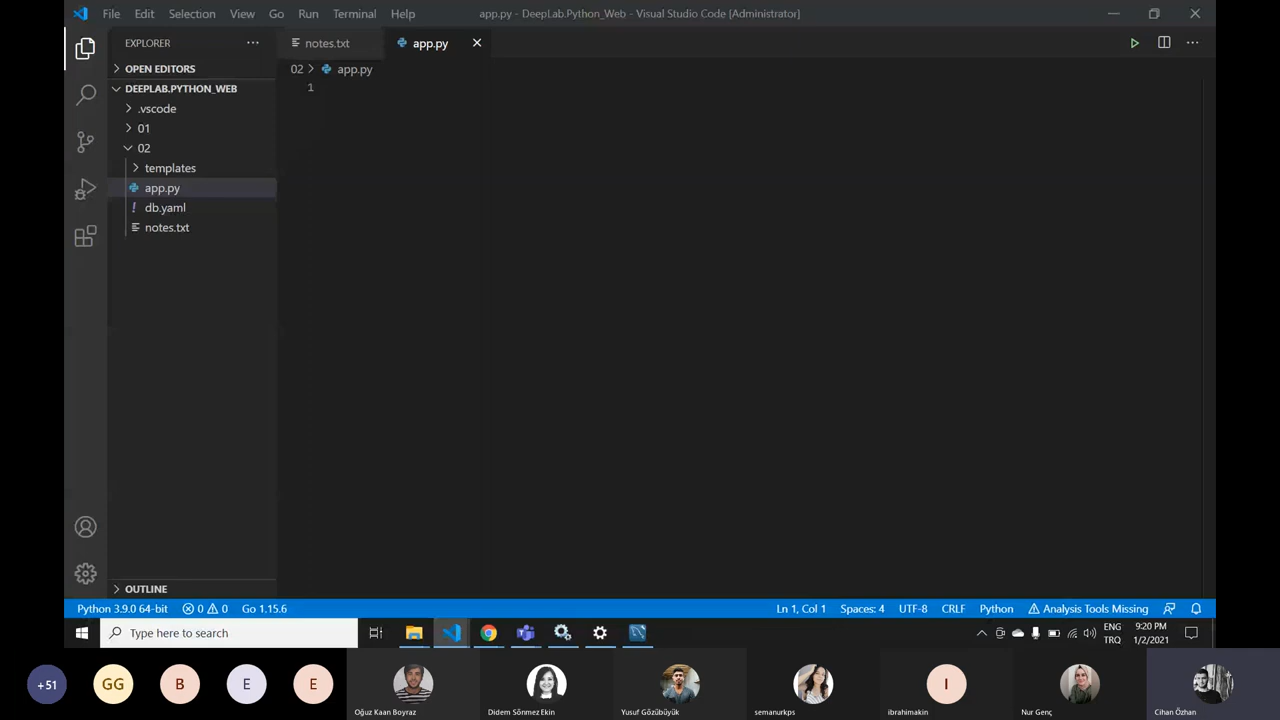 File Edit Selection View Go Run Terminal Help
app.py - DeepLab.Python_Web - Visual Studio Code [Administrator]
EXPLORER
notes.txt
app.py
OPEN EDITORS
02 > app.py
DEEPLAB.PYTHON_WEB
1
.vscode
01
02
templates
app.py
db.yaml
notes.txt
OUTLINE
Python 3.9.0 64-bit 0 0 Go 1.15.6
Ln 1, Col 1 Spaces: 4 UTF-8 CRLF Python Analysis Tools Missing
Type here to search
ENG 9:20 PM
TRQ 1/2/2021
+51 GG B E E I
Oğuz Kaan Boyraz Didem Sönmez Ekin Yusuf Gözübüyük semanurkps ibrahimakin Nur Genç Cihan Özhan